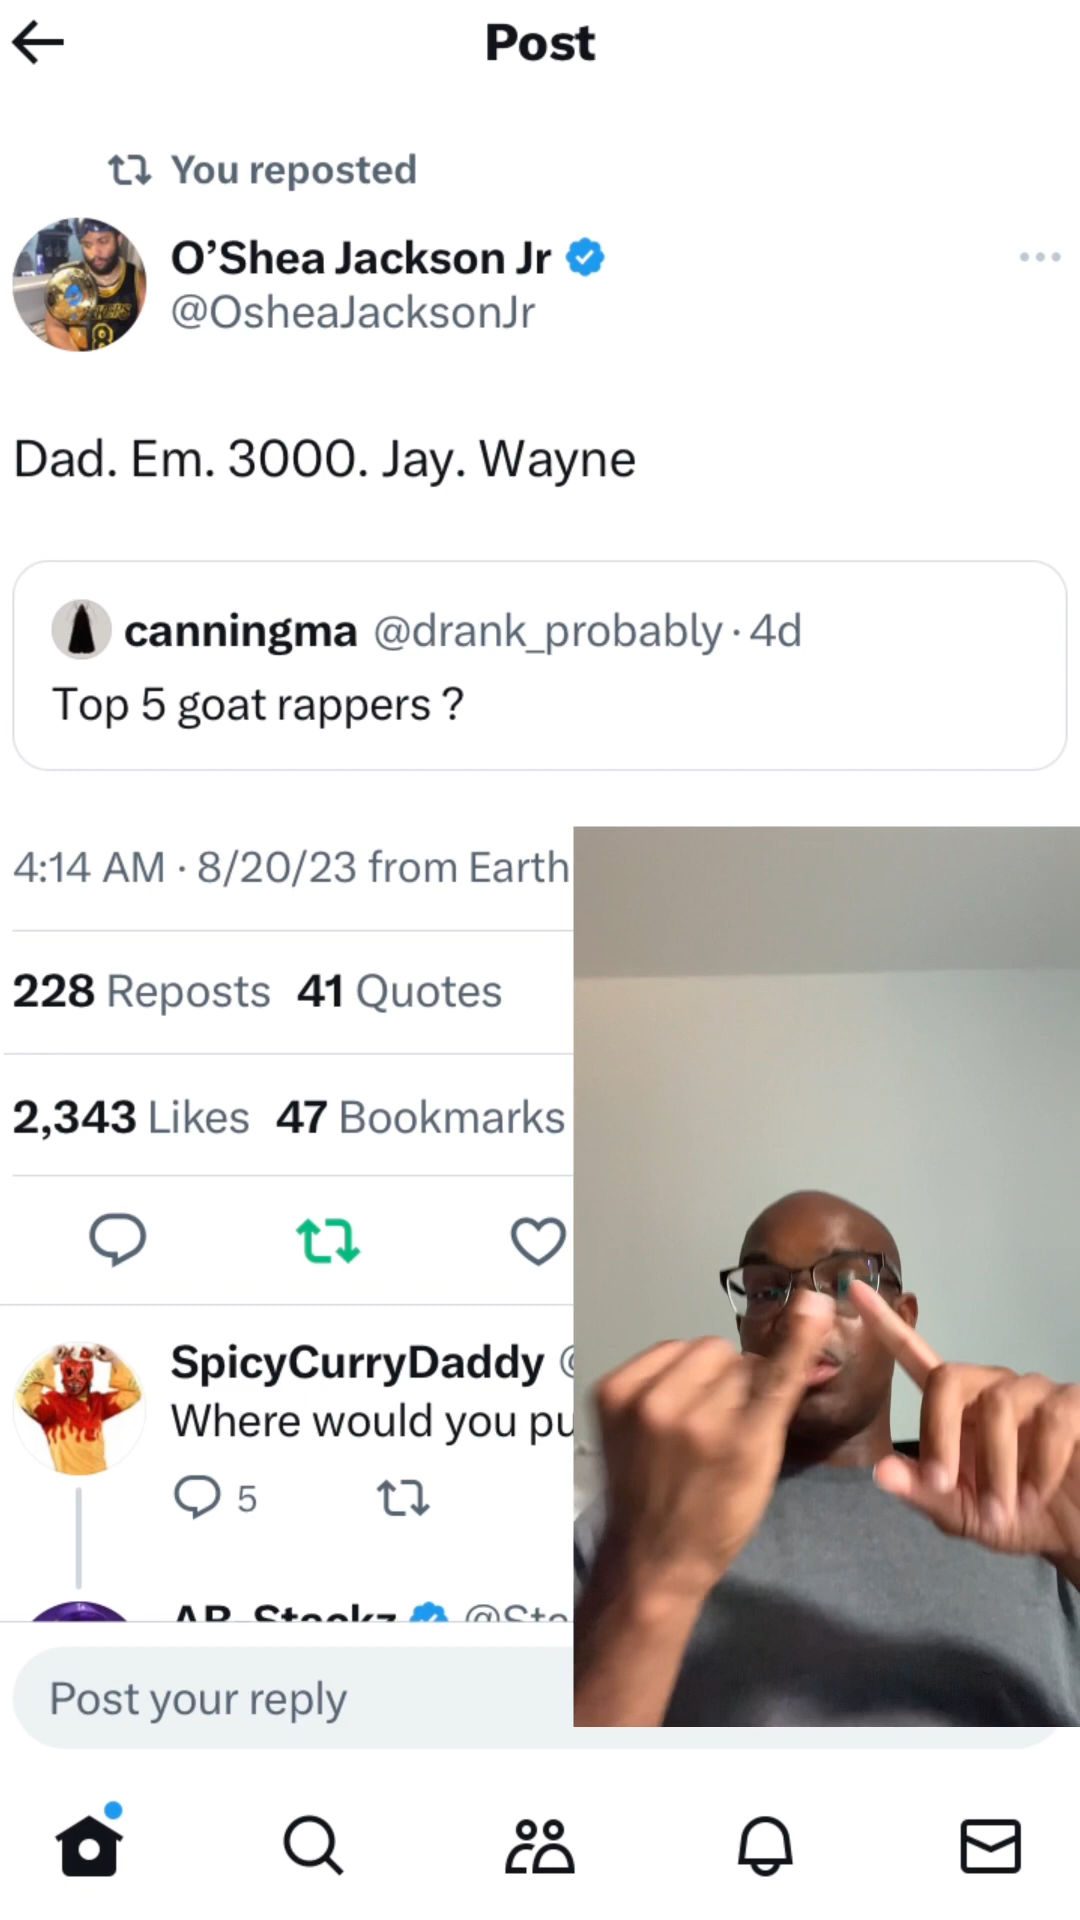 Post
You reposted
O’Shea Jackson Jr
@OsheaJacksonJr
Dad. Em. 3000. Jay. Wayne
canningma @drank_probably · 4d
Top 5 goat rappers ?
4:14 AM · 8/20/23 from Earth
228 Reposts 41 Quotes
2,343 Likes 47 Bookmarks
SpicyCurryDaddy @
Where would you pu
5
Post your reply